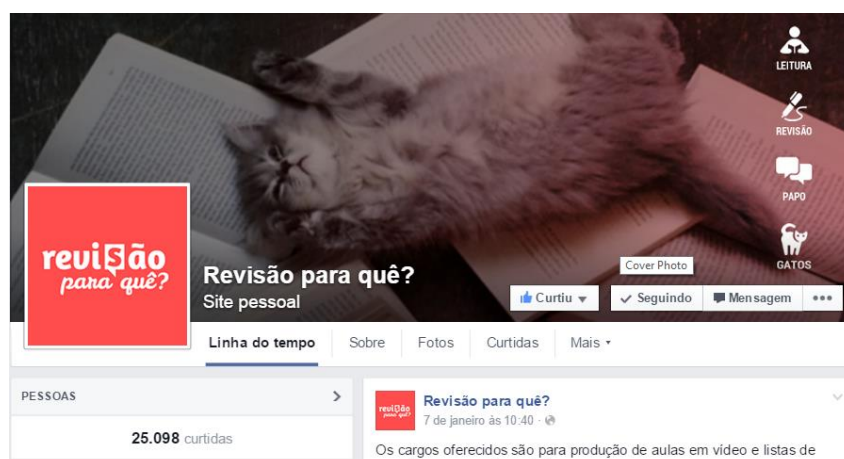 LEITURA
REVISÃO
PAPO
GATOS
revisão
para quê?
Revisão para quê?
Site pessoal
Cover Photo
Curtiu
Seguindo
Mensagem
Linha do tempo
Sobre
Fotos
Curtidas
Mais
PESSOAS
25.098 curtidas
revisão
para quê?
Revisão para quê?
7 de janeiro às 10:40 ·
Os cargos oferecidos são para produção de aulas em vídeo e listas de